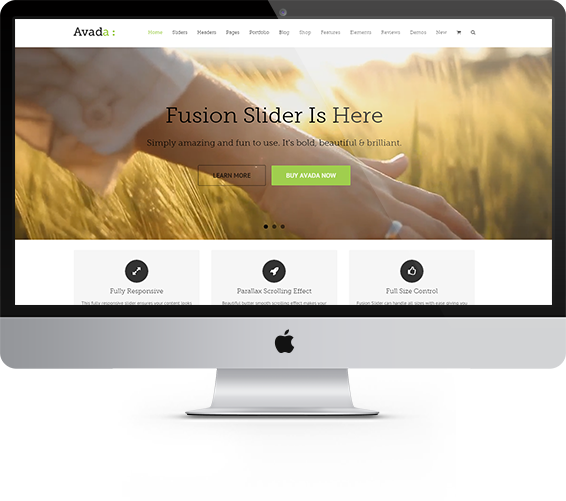 Avada :
Home Sliders Headers Pages Portfolio Blog Shop Features Elements Reviews Demos New
Fusion Slider Is Here
Simply amazing and fun to use. It's bold, beautiful & brilliant.
LEARN MORE BUY AVADA NOW
Fully Responsive Parallax Scrolling Effect Full Size Control
This fully responsive slider ensures your content looks Beautiful butter smooth scrolling effect makes your Fusion Slider can handle all sizes with ease giving you